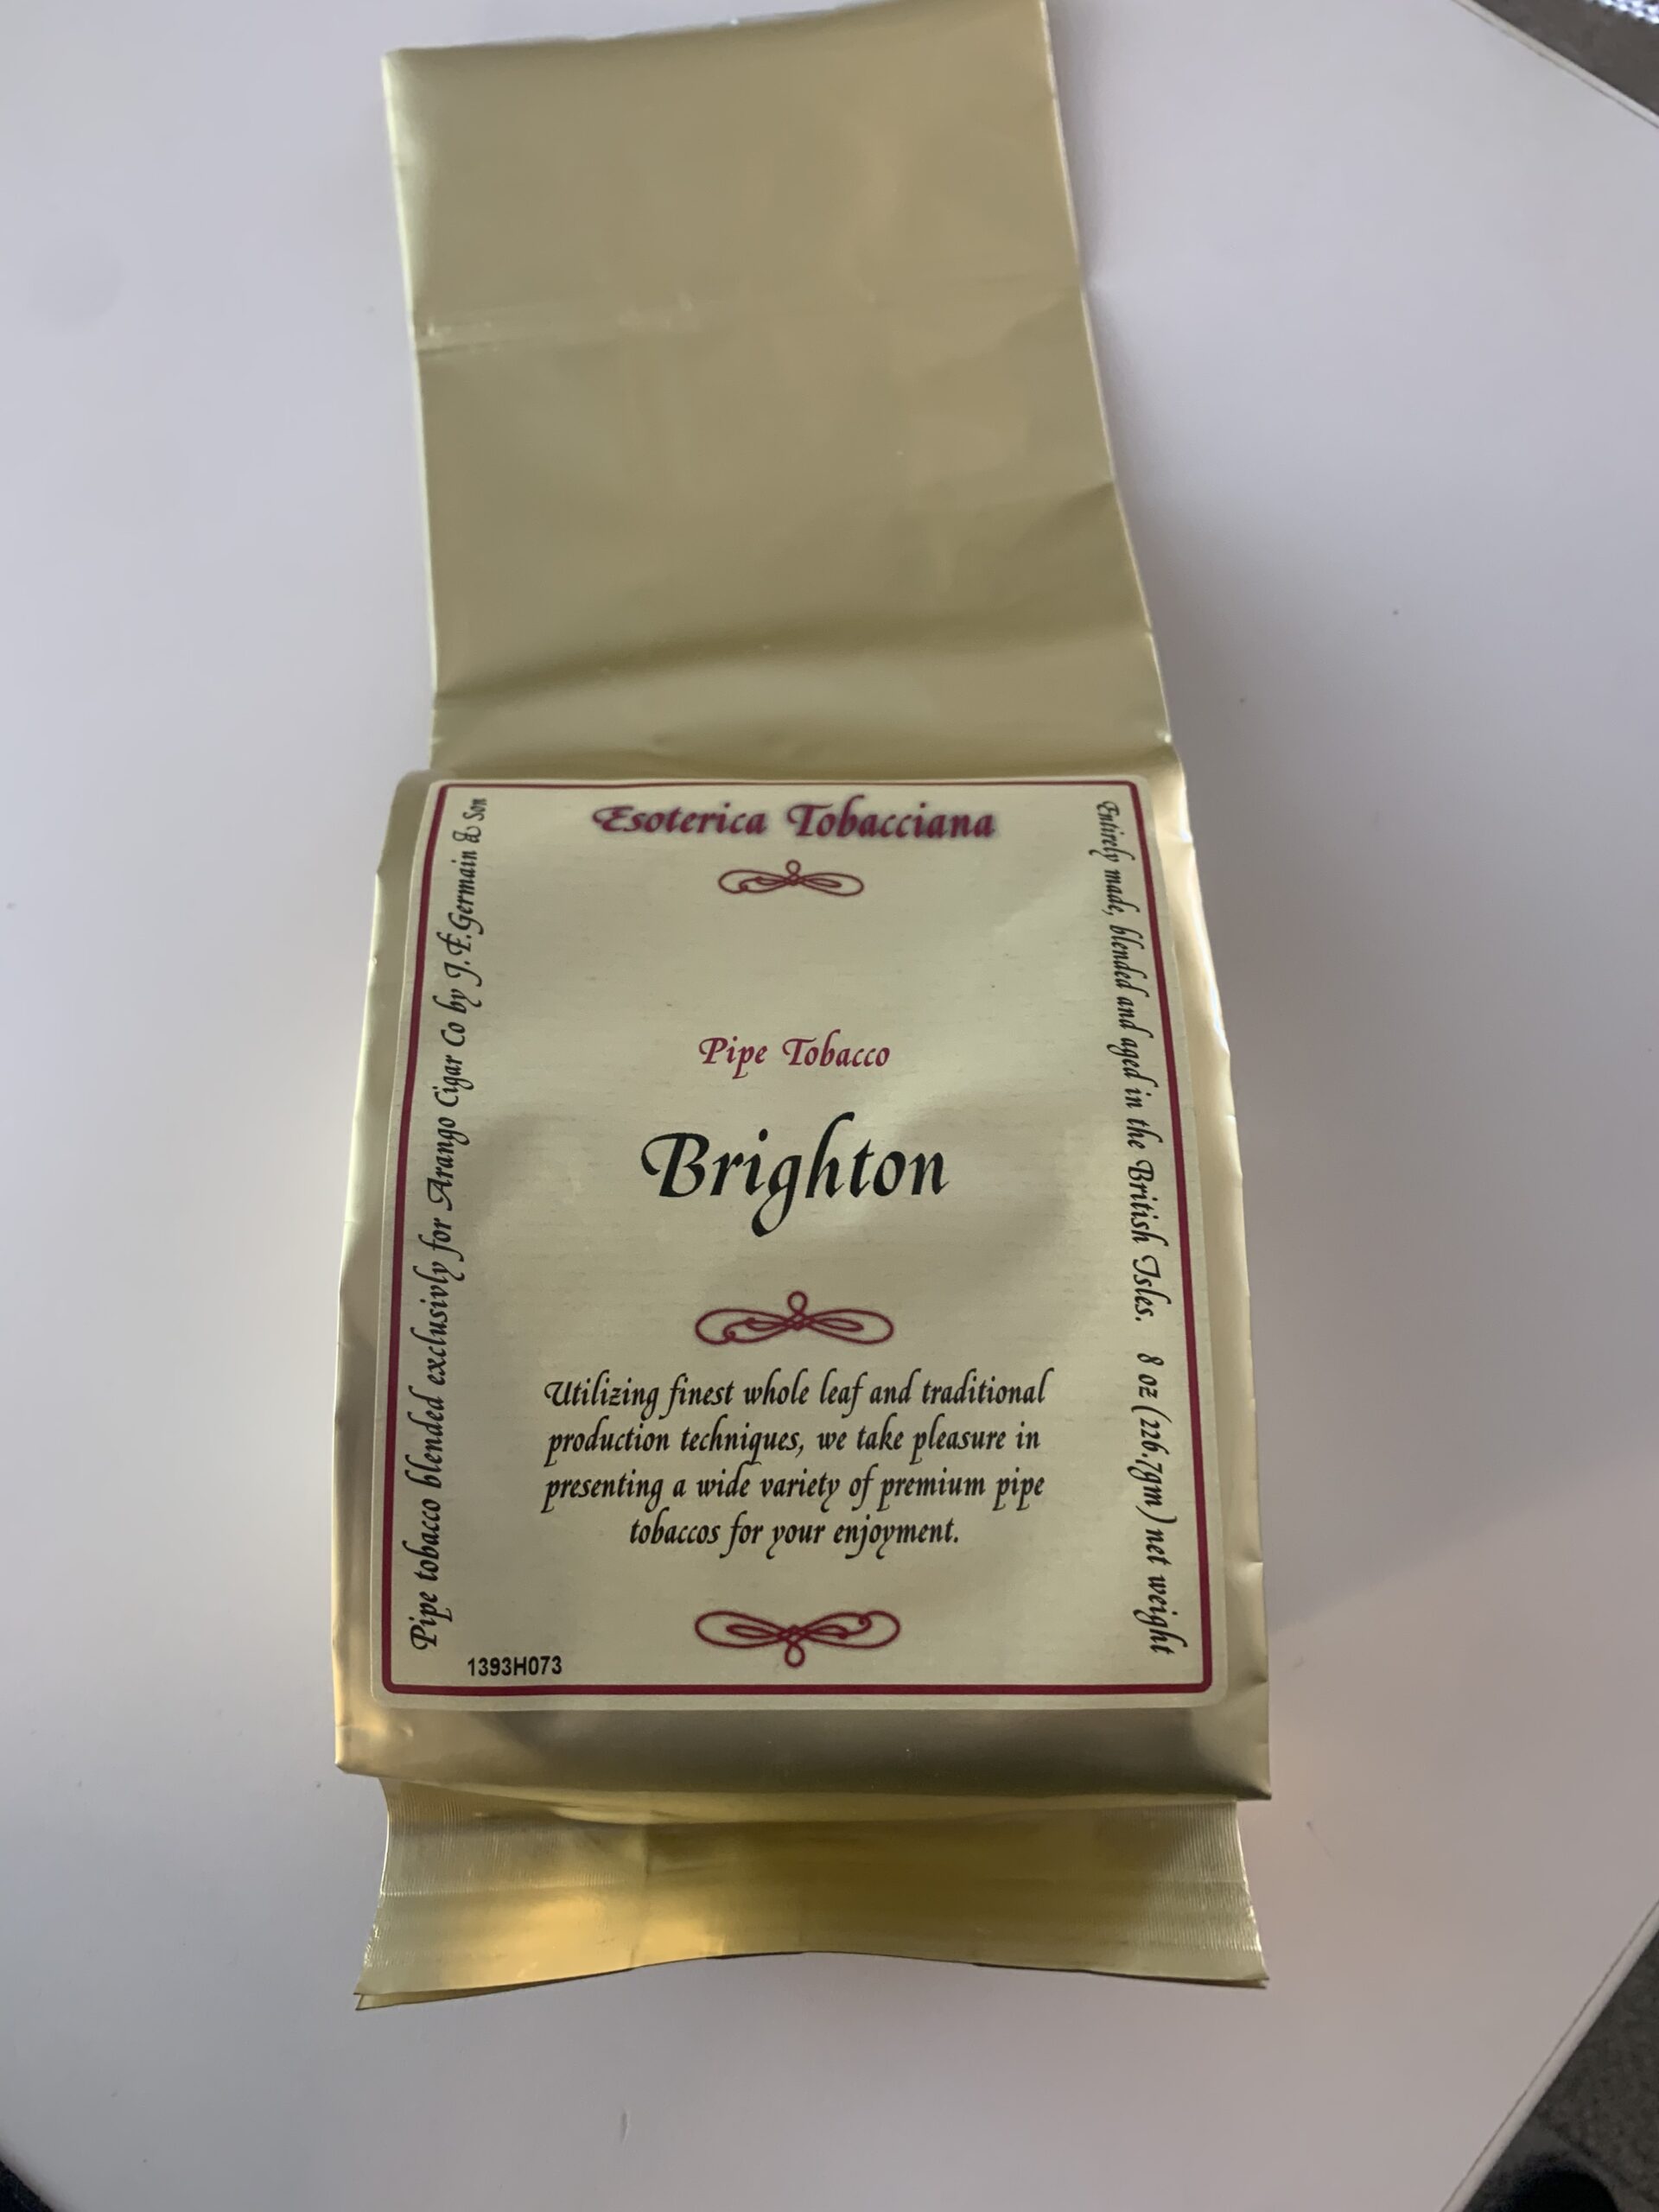 Esoterica Tobacciana
Pipe Tobacco
Brighton
Utilizing finest whole leaf and traditional
production techniques, we take pleasure in
presenting a wide variety of premium pipe
tobaccos for your enjoyment.
Pipe tobacco blended exclusivly for Arango Cigar Co by J.E.Germain & Son
Entirely made, blended and aged in the British Isles. 8 oz (226.7gm) net weight
1393H073